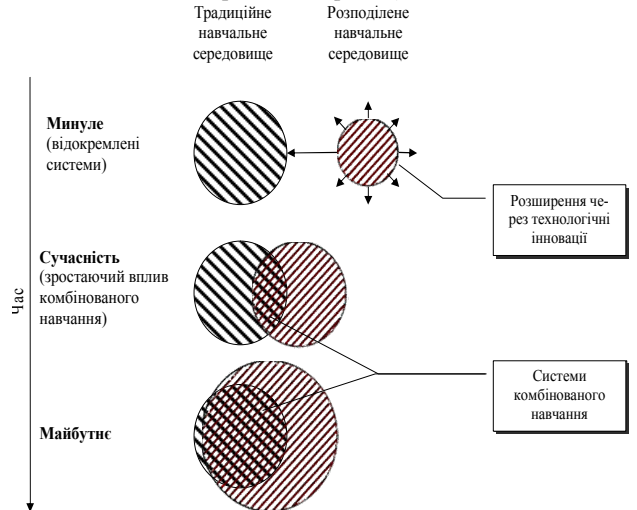 Традиційне
навчальне
середовище
Розподілене
навчальне
середовище
Минуле
(відокремлені
системи)
Розширення че-
рез технологічні
інновації
Сучасність
(зростаючий вплив
комбінованого
навчання)
Час
Системи
комбінованого
навчання
Майбутнє